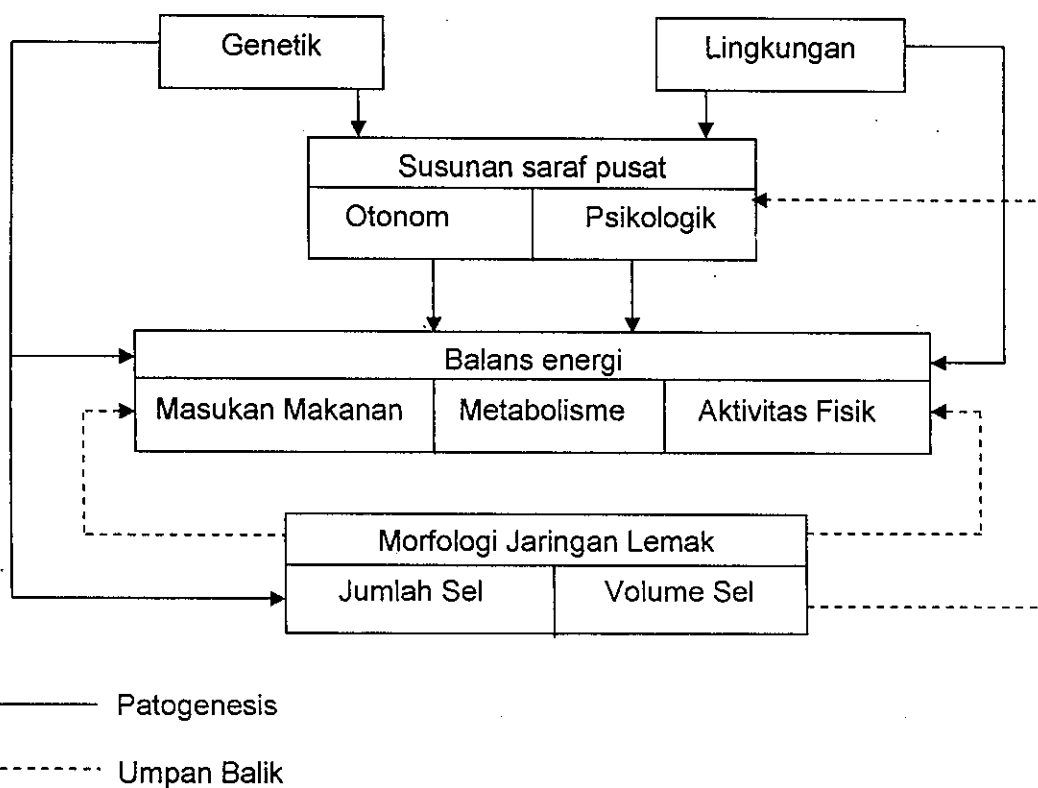 Genetik
Lingkungan
Susunan saraf pusat
Otonom
Psikologik
Balans energi
Masukan Makanan
Metabolisme
Aktivitas Fisik
Morfologi Jaringan Lemak
Jumlah Sel
Volume Sel
Patogenesis
Umpan Balik